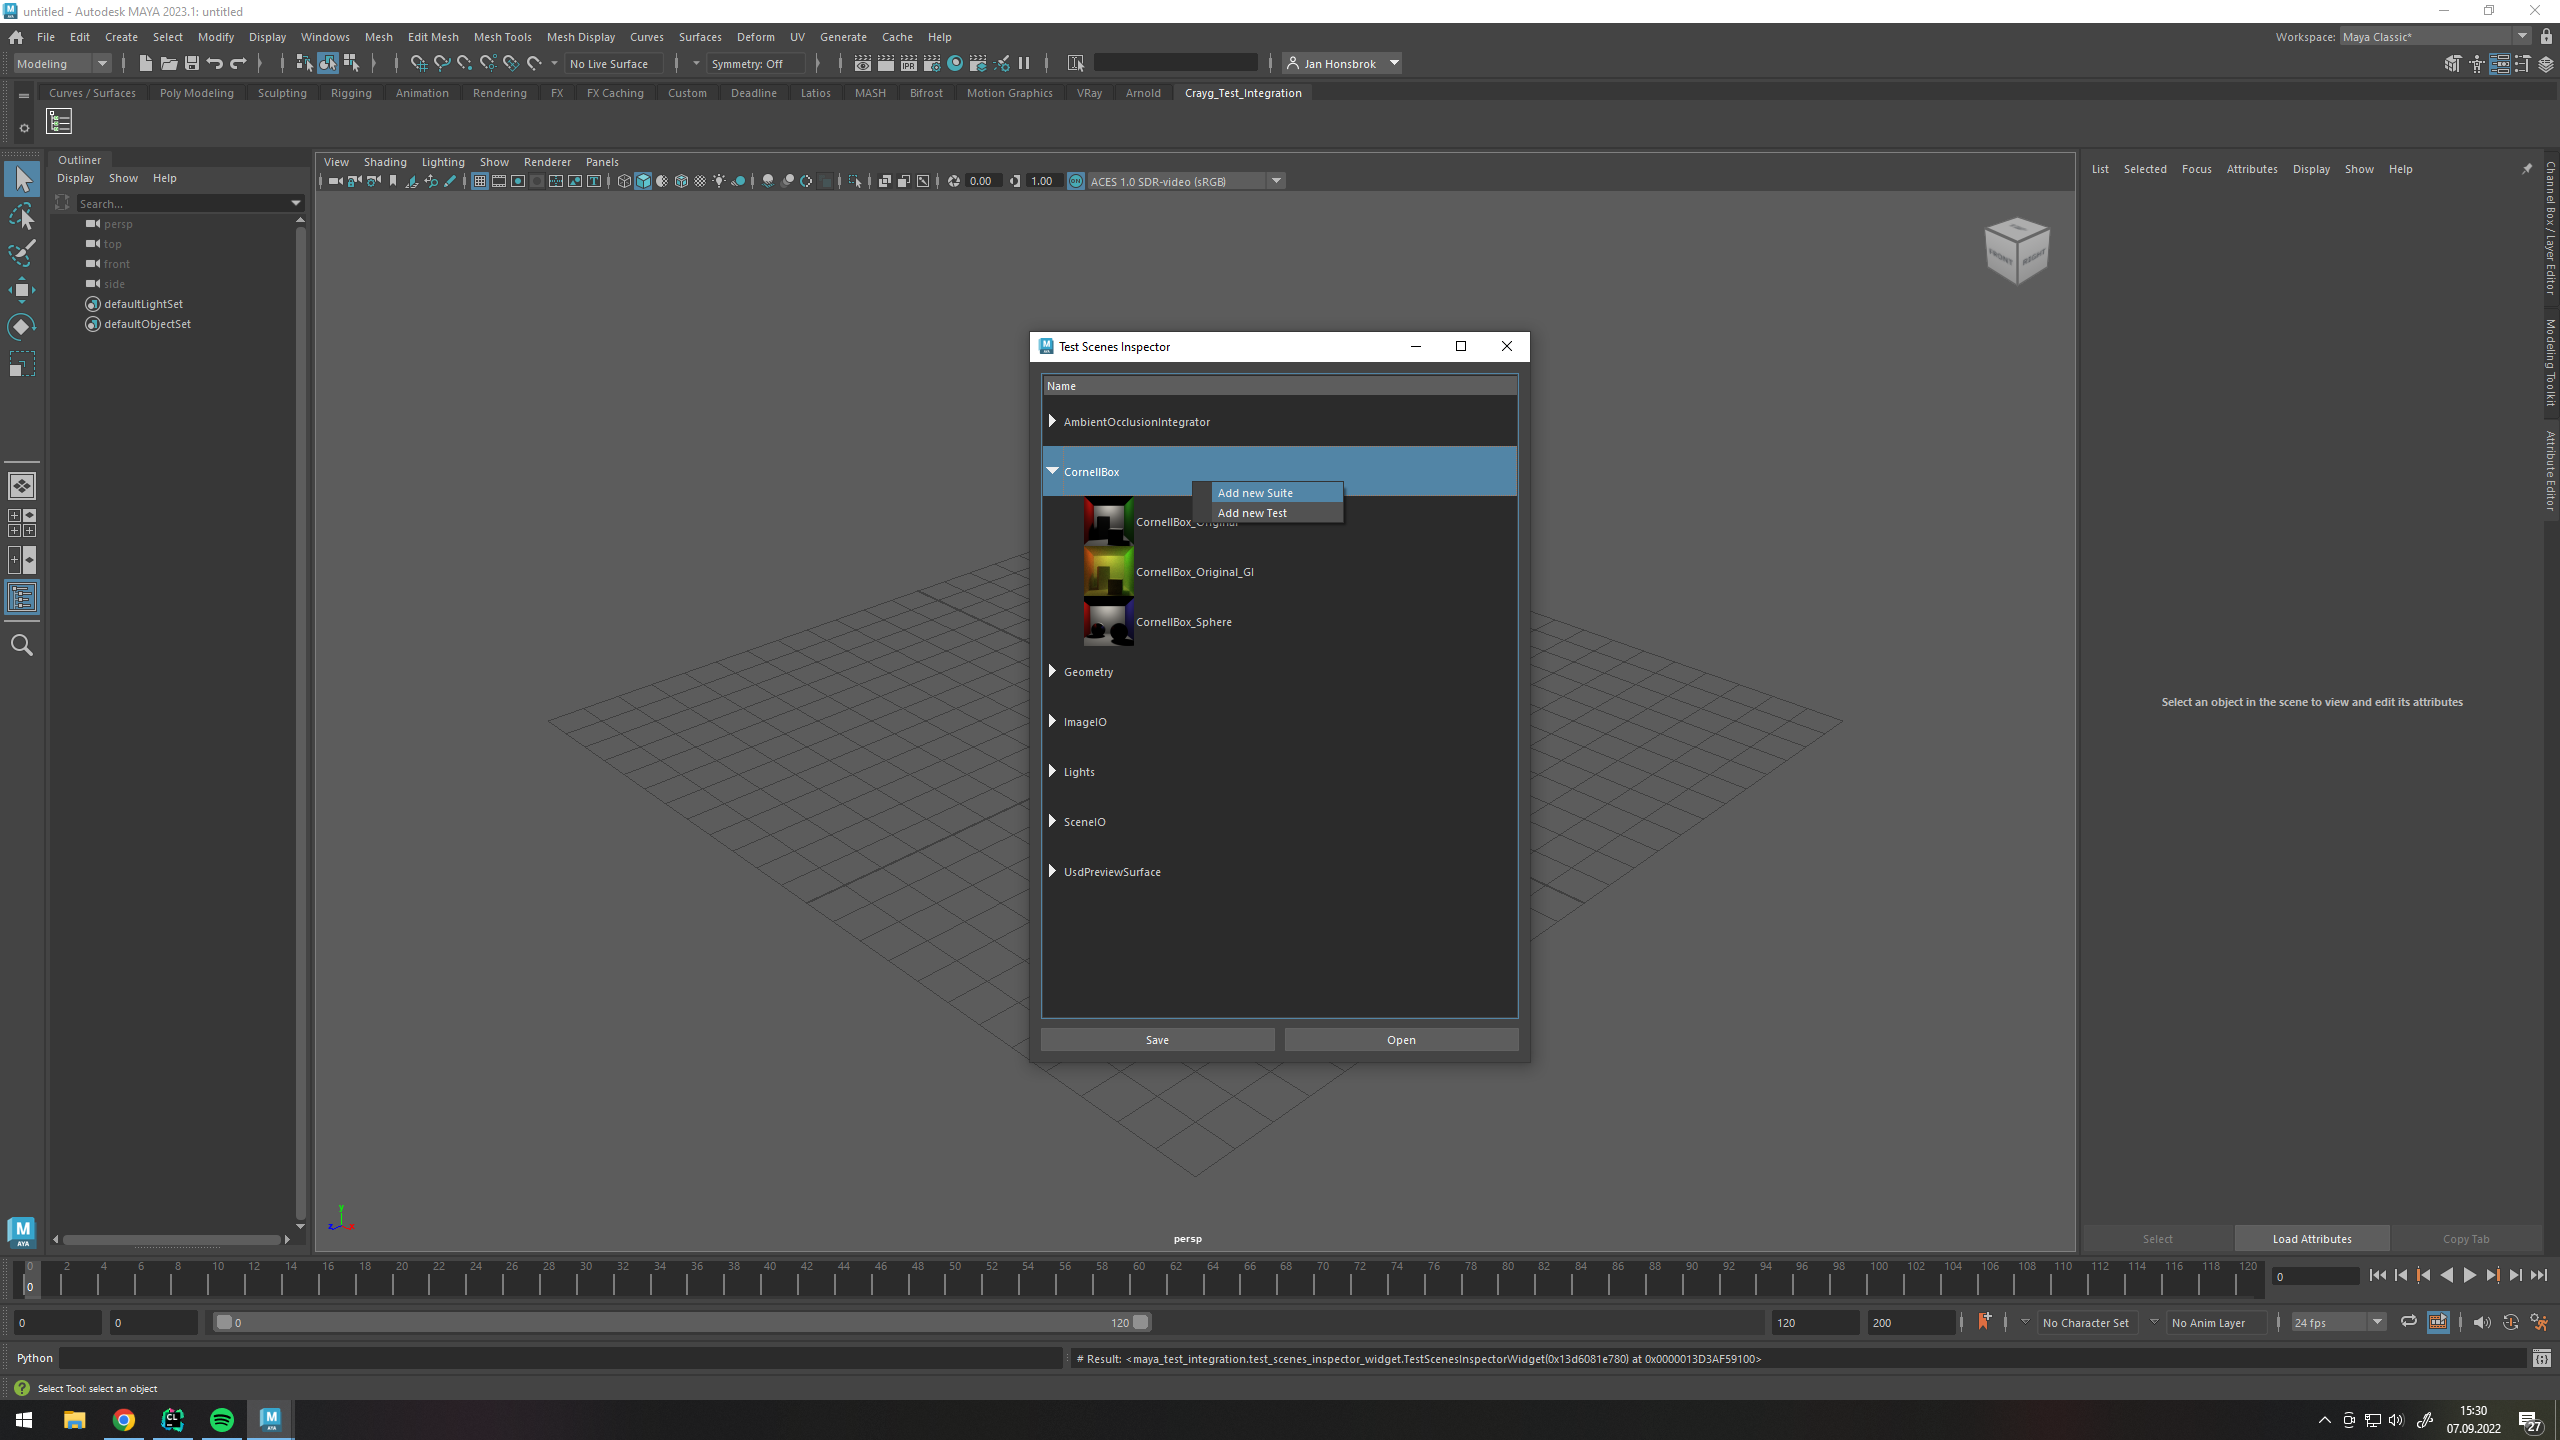 untitled - Autodesk MAYA 2023.1: untitled
File Edit Create Select Modify Display Windows Mesh Edit Mesh Mesh Tools Mesh Display Curves Surfaces Deform UV Generate Cache Help
Workspace: Maya Classic*
Modeling
No Live Surface
Symmetry: Off
Jan Honsbrok
Curves / Surfaces Poly Modeling Sculpting Rigging Animation Rendering FX FX Caching Custom Deadline Latios MASH Bifrost Motion Graphics VRay Arnold Crayg_Test_Integration
Outliner
Display Show Help
Search...
persp
top
front
side
defaultLightSet
defaultObjectSet
View Shading Lighting Show Renderer Panels
0.00
1.00
ACES 1.0 SDR-video (sRGB)
FRONT
RIGHT
Test Scenes Inspector
Name
AmbientOcclusionIntegrator
CornellBox
Add new Suite
Add new Test
CornellBox_Original
CornellBox_Original_GI
CornellBox_Sphere
Geometry
ImageIO
Lights
SceneIO
UsdPreviewSurface
Save
Open
persp
y
z
x
List Selected Focus Attributes Display Show Help
Select an object in the scene to view and edit its attributes
Select
Load Attributes
Copy Tab
Channel Box / Layer Editor
Modeling Toolkit
Attribute Editor
0 2 4 6 8 10 12 14 16 18 20 22 24 26 28 30 32 34 36 38 40 42 44 46 48 50 52 54 56 58 60 62 64 66 68 70 72 74 76 78 80 82 84 86 88 90 92 94 96 98 100 102 104 106 108 110 112 114 116 118 120
0
0
0
0
0
120
120
200
No Character Set
No Anim Layer
24 fps
Python
# Result: <maya_test_integration.test_scenes_inspector_widget.TestScenesInspectorWidget(0x13d6081e780) at 0x0000013D3AF59100>
Select Tool: select an object
15:30
07.09.2022
27